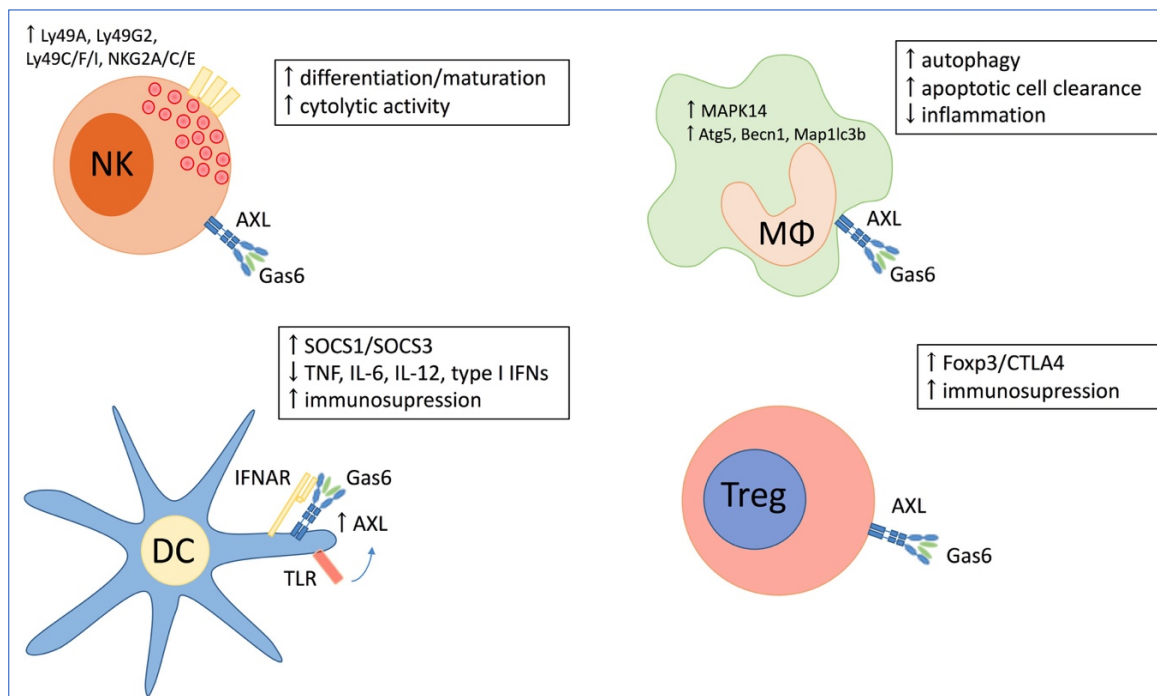 ↑ Ly49A, Ly49G2,
Ly49C/F/I, NKG2A/C/E
↑ differentiation/maturation
↑ cytolytic activity
NK
AXL
Gas6
↑ autophagy
↑ apoptotic cell clearance
↓ inflammation
↑ MAPK14
↑ Atg5, Becn1, Map1lc3b
MΦ
AXL
Gas6
↑ SOCS1/SOCS3
↓ TNF, IL-6, IL-12, type I IFNs
↑ immunosupression
IFNAR
Gas6
↑ AXL
DC
TLR
↑ Foxp3/CTLA4
↑ immunosupression
Treg
AXL
Gas6